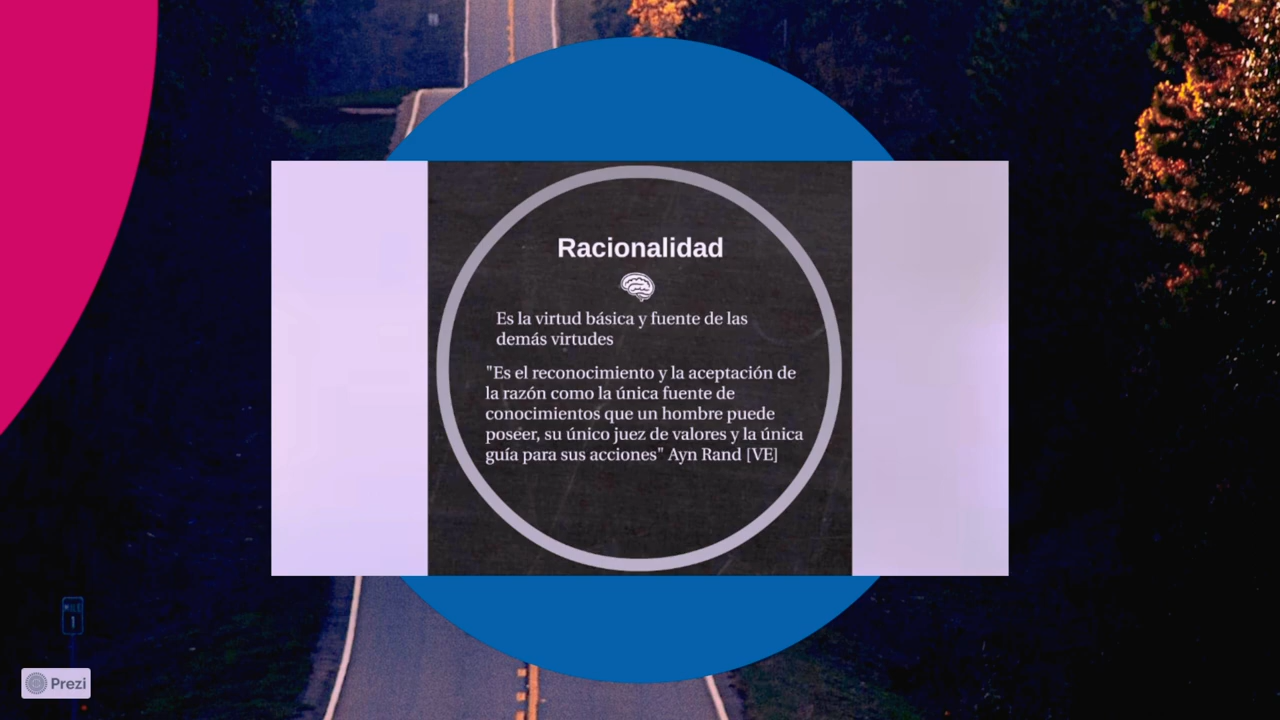 Racionalidad
Es la virtud básica y fuente de las
demás virtudes
"Es el reconocimiento y la aceptación de
la razón como la única fuente de
conocimientos que un hombre puede
poseer, su único juez de valores y la única
guía para sus acciones" Ayn Rand [VE]
1
Prezi